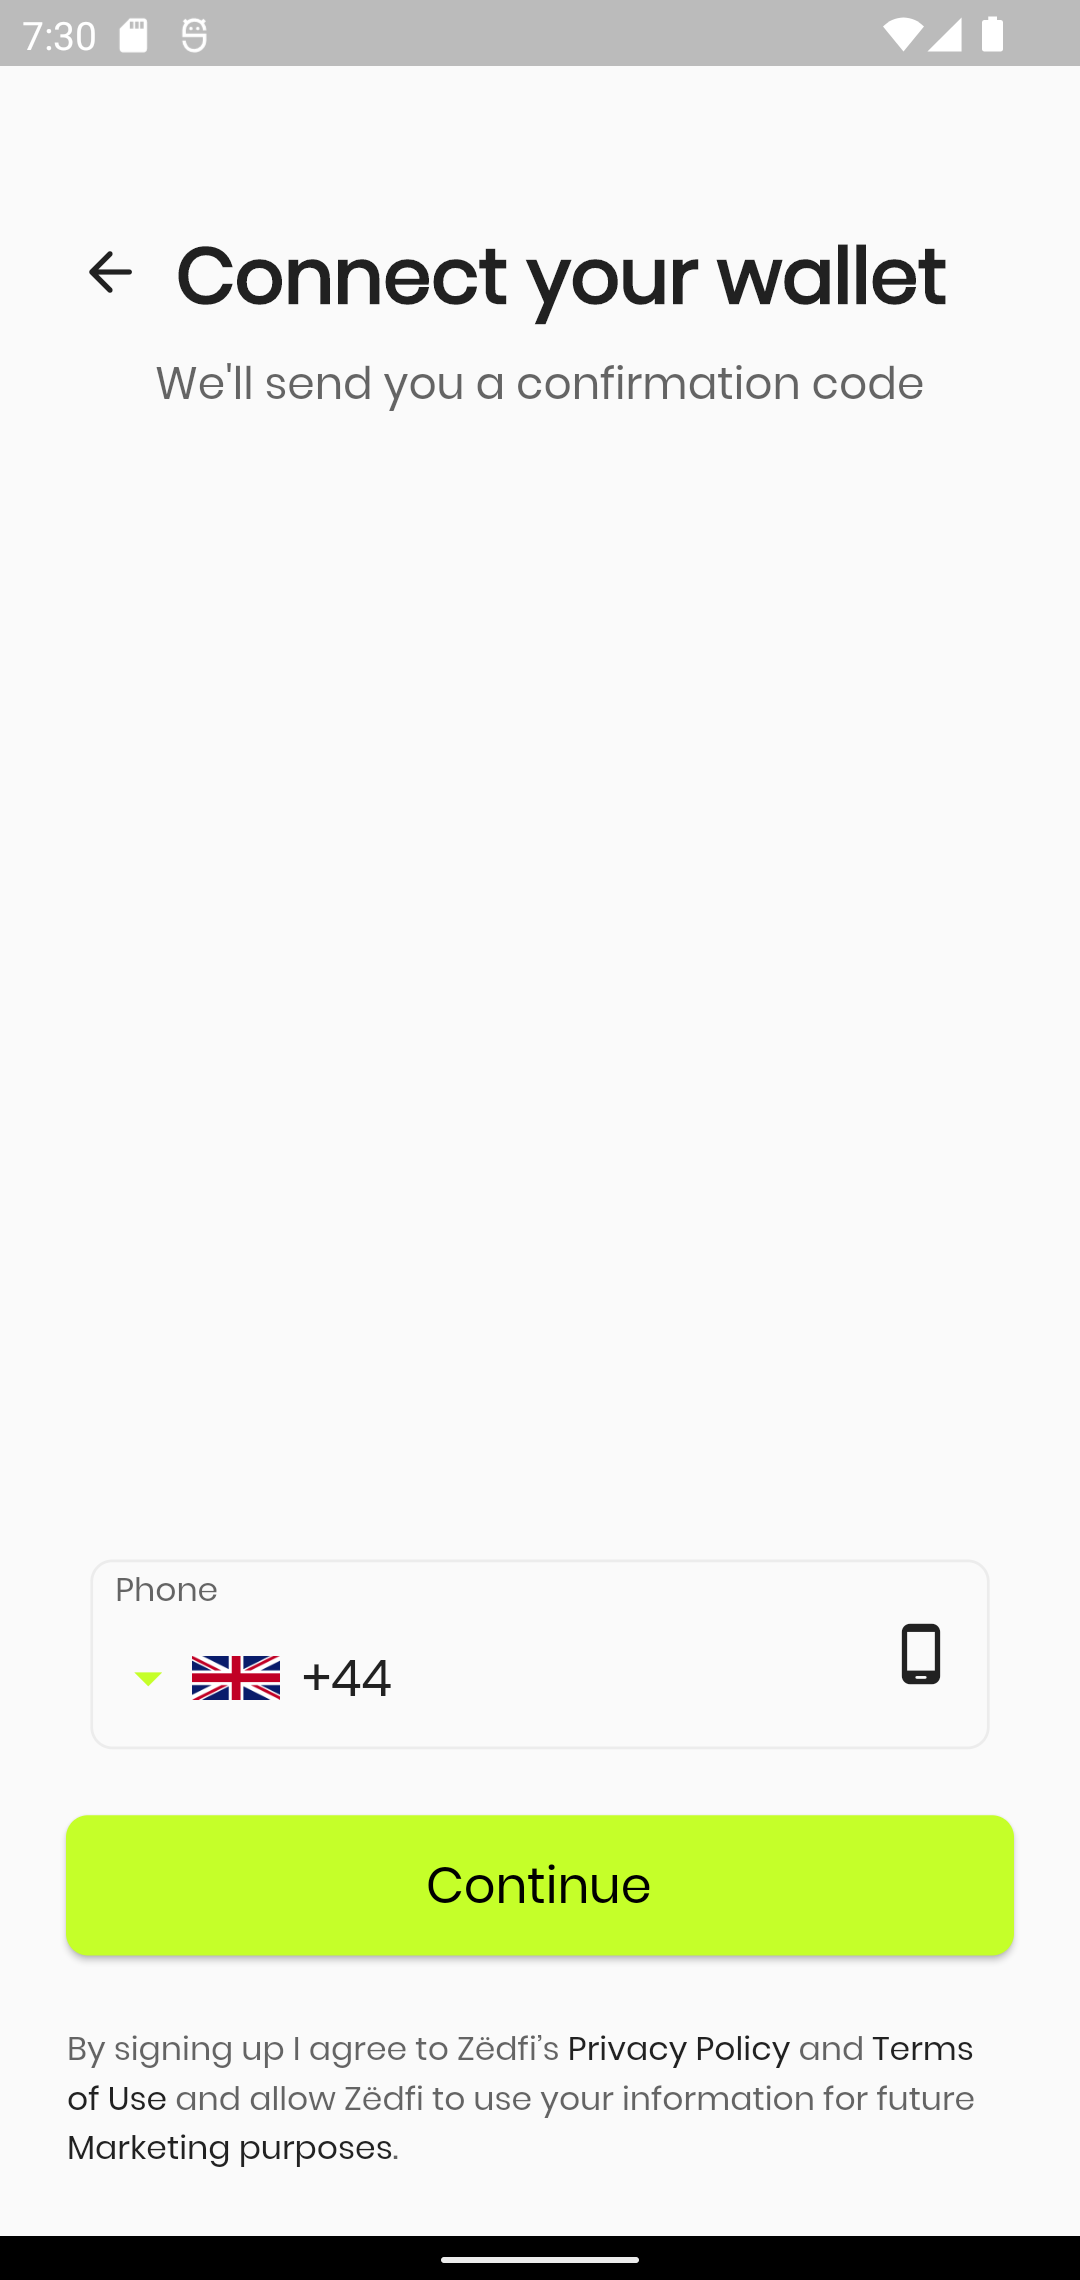 7:30
Connect your wallet
We'll send you a confirmation code
Phone
+44
Continue
By signing up I agree to Zëdfi’s Privacy Policy and Terms
of Use and allow Zëdfi to use your information for future
Marketing purposes.